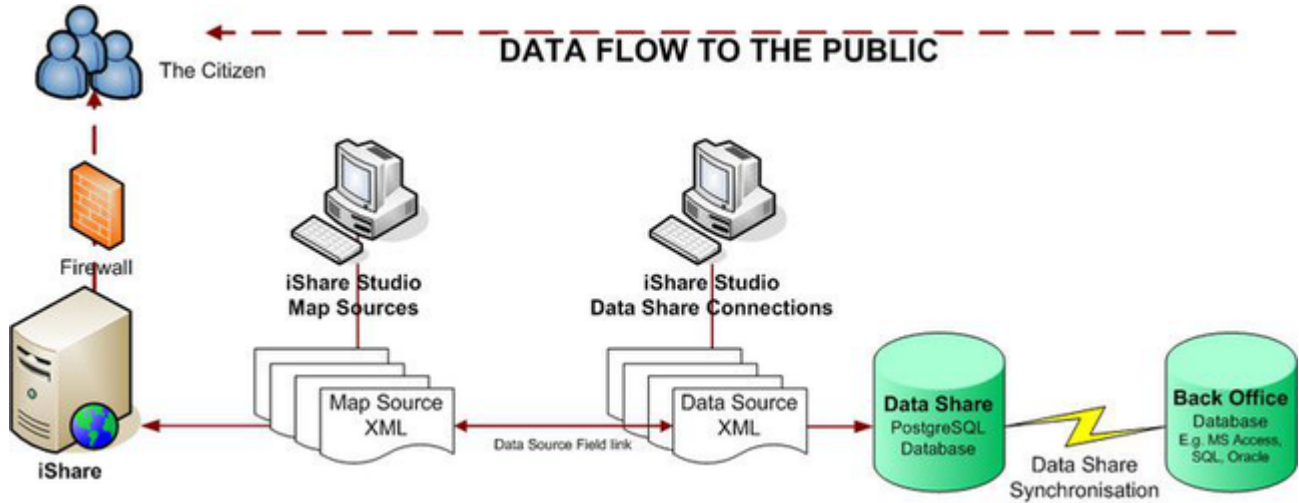 DATA FLOW TO THE PUBLIC
The Citizen
Firewall
iShare Studio
Map Sources
iShare Studio
Data Share Connections
iShare
Map Source
XML
Data Source Field link
Data Source
XML
Data Share
PostgreSQL
Database
Data Share
Synchronisation
Back Office
Database
E.g. MS Access,
SQL, Oracle